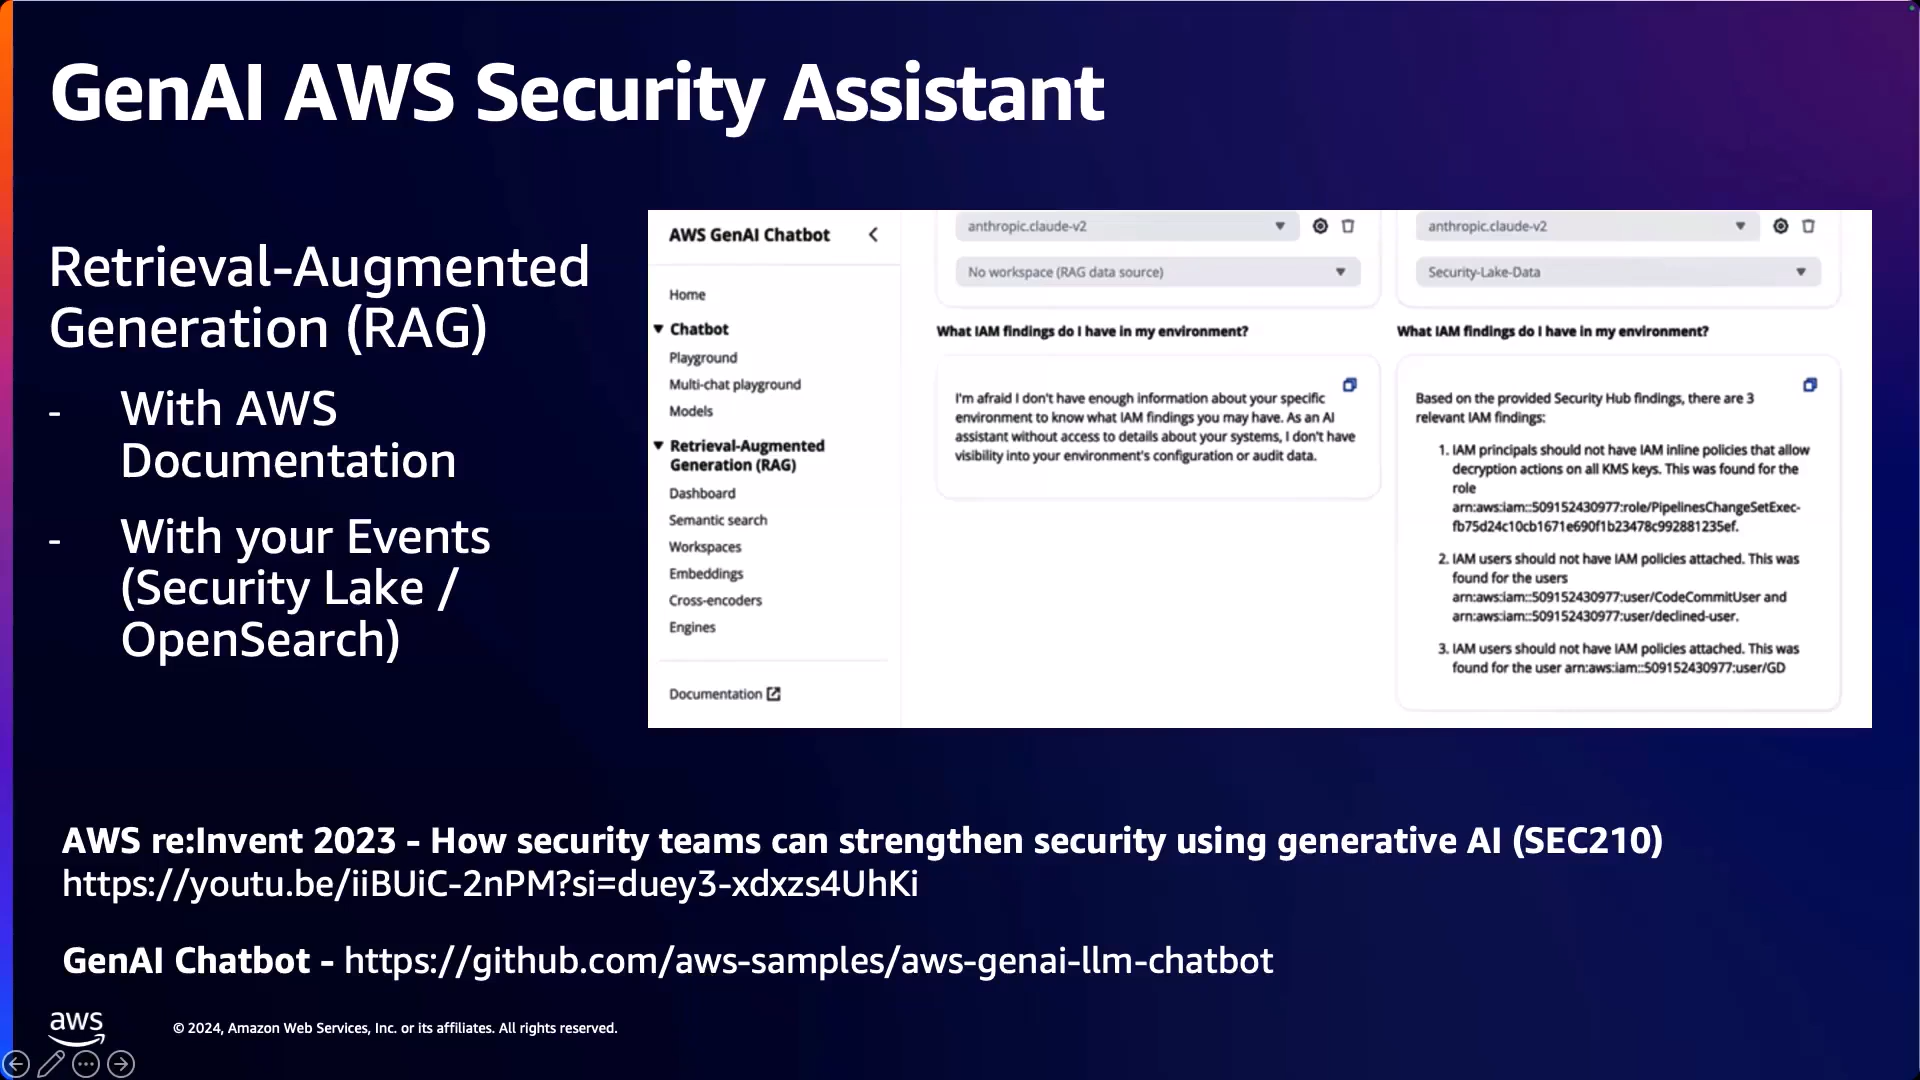 GenAI AWS Security Assistant
Retrieval-Augmented
Generation (RAG)
- With AWS
Documentation
- With your Events
(Security Lake /
OpenSearch)
AWS GenAI Chatbot
Home
Chatbot
Playground
Multi-chat playground
Models
Retrieval-Augmented
Generation (RAG)
Dashboard
Semantic search
Workspaces
Embeddings
Cross-encoders
Engines
Documentation
anthropic.claude-v2
No workspace (RAG data source)
What IAM findings do I have in my environment?
I'm afraid I don't have enough information about your specific
environment to know what IAM findings you may have. As an AI
assistant without access to details about your systems, I don't have
visibility into your environment's configuration or audit data.
anthropic.claude-v2
Security-Lake-Data
What IAM findings do I have in my environment?
Based on the provided Security Hub findings, there are 3
relevant IAM findings:
1. IAM principals should not have IAM inline policies that allow
decryption actions on all KMS keys. This was found for the
role
arn:aws:iam::509152430977:role/PipelinesChangeSetExec-
fb75d24c10cb1671e690f1b23478c992881235ef.
2. IAM users should not have IAM policies attached. This was
found for the users
arn:aws:iam::509152430977:user/CodeCommitUser and
arn:aws:iam::509152430977:user/declined-user.
3. IAM users should not have IAM policies attached. This was
found for the user arn:aws:iam::509152430977:user/GD
AWS re:Invent 2023 - How security teams can strengthen security using generative AI (SEC210)
https://youtu.be/iiBUiC-2nPM?si=duey3-xdxzs4UhKi
GenAI Chatbot - https://github.com/aws-samples/aws-genai-llm-chatbot
aws
© 2024, Amazon Web Services, Inc. or its affiliates. All rights reserved.